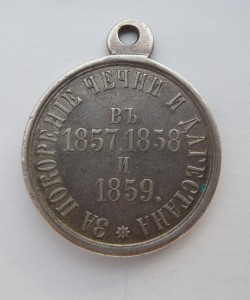 ЗА ПОКОРЕНІЕ ЧЕЧНИ И ДАГЕСТАНА
ВЪ
1857, 1858
И
1859.